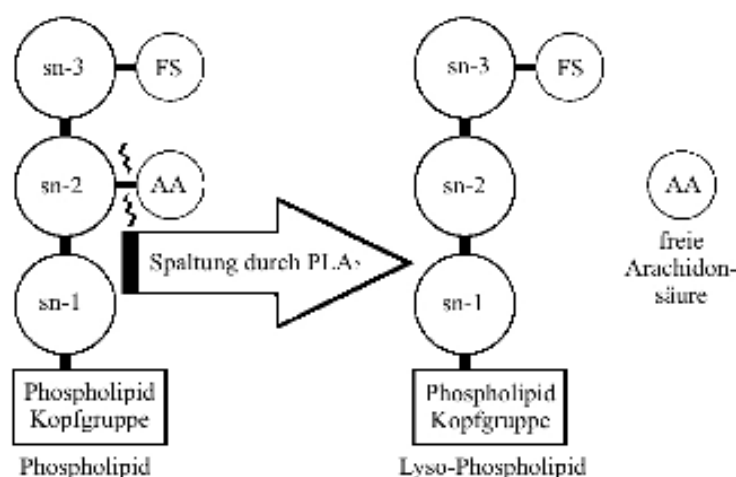 sn-3
FS
sn-2
AA
sn-1
Phospholipid
Kopfgruppe
Phospholipid
Spaltung durch PLA₂
sn-3
FS
sn-2
sn-1
Phospholipid
Kopfgruppe
Lyso-Phospholipid
AA
freie
Arachidon-
säure